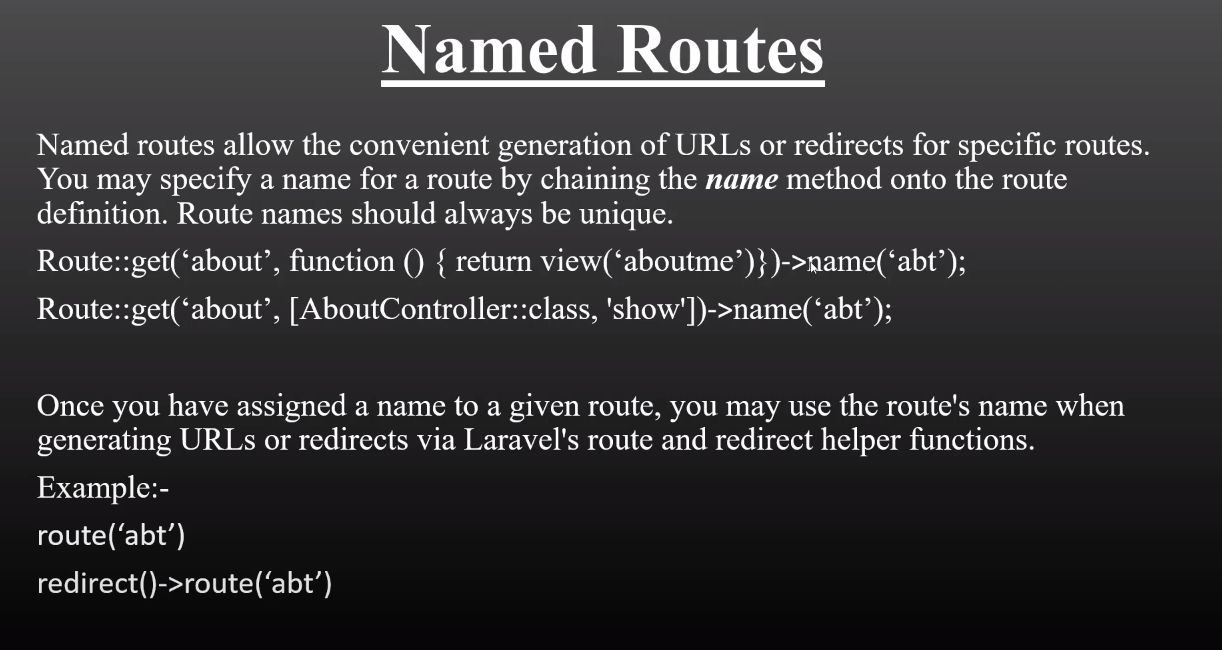 Named Routes
Named routes allow the convenient generation of URLs or redirects for specific routes.
You may specify a name for a route by chaining the name method onto the route
definition. Route names should always be unique.
Route::get(‘about’, function () { return view(‘aboutme’)})->name(‘abt’);
Route::get(‘about’, [AboutController::class, 'show'])->name(‘abt’);
Once you have assigned a name to a given route, you may use the route's name when
generating URLs or redirects via Laravel's route and redirect helper functions.
Example:-
route(‘abt’)
redirect()->route(‘abt’)